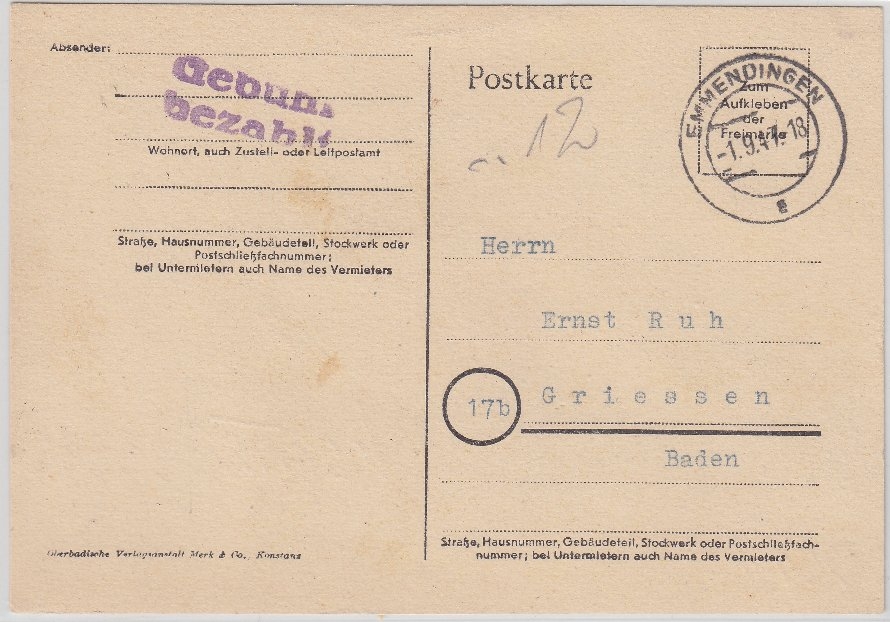 Absender:
Gebühr
bezahlt
Wohnort, auch Zustell- oder Leitpostamt
Straße, Hausnummer, Gebäudeteil, Stockwerk oder
Postschließfachnummer;
bei Untermietern auch Name des Vermieters
Oberbadische Verlagsanstalt Merk & Co., Konstanz
Postkarte
12
EMMENDINGEN
-1.9.47.18
e
Zum
Aufkleben
der
Freimarke
Herrn
Ernst R u h
17b
G r i e s s e n
Baden
Straße, Hausnummer, Gebäudeteil, Stockwerk oder Postschließfach-
nummer; bei Untermietern auch Name des Vermieters